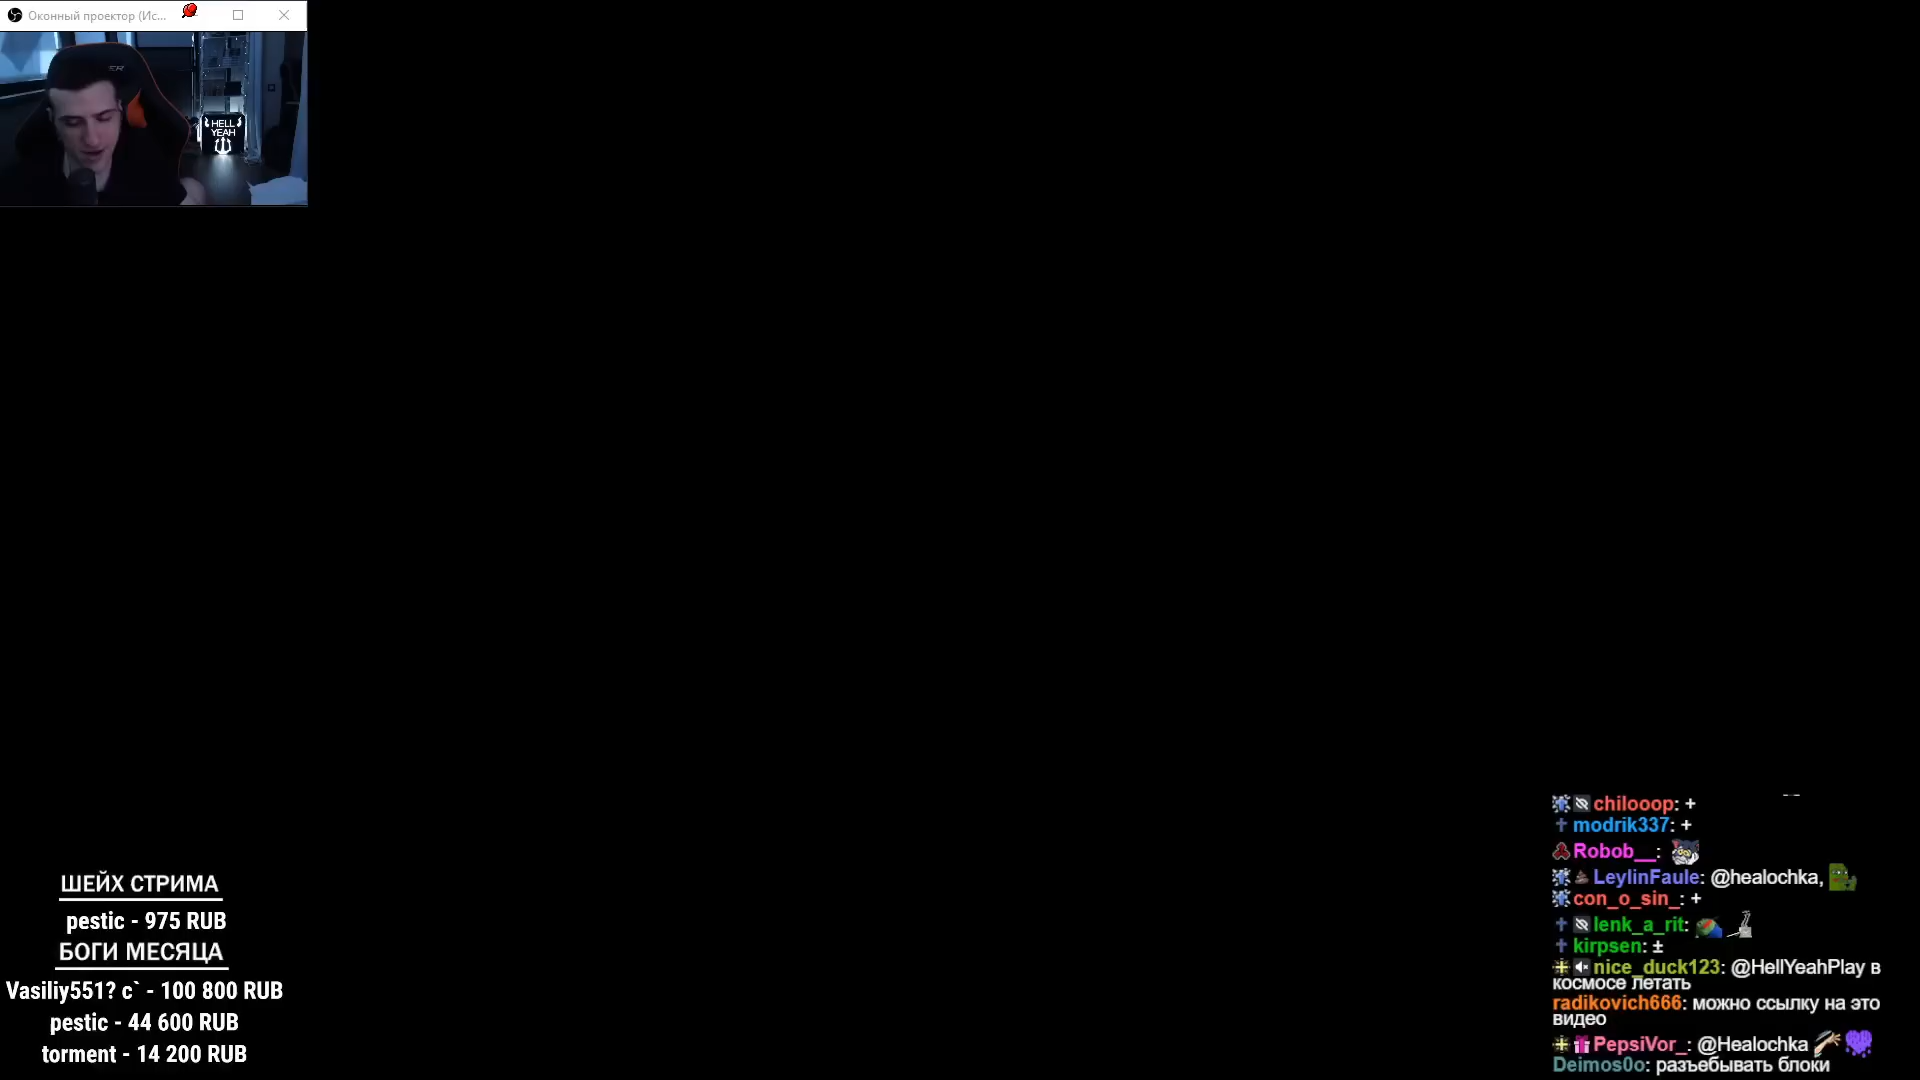 Оконный проектор (Ис...
HELL
YEAH
ШЕЙХ СТРИМА
pestic - 975 RUB
БОГИ МЕСЯЦА
Vasiliy551? c` - 100 800 RUB
pestic - 44 600 RUB
torment - 14 200 RUB
chilooop: +
modrik337: +
Robob__:
LeylinFaule: @healochka,
con_o_sin_: +
lenk_a_rit:
kirpsen: ±
nice_duck123: @HellYeahPlay в
космосе летать
radikovich666: можно ссылку на это
видео
PepsiVor_: @Healochka
Deimos0o: разъебывать блоки